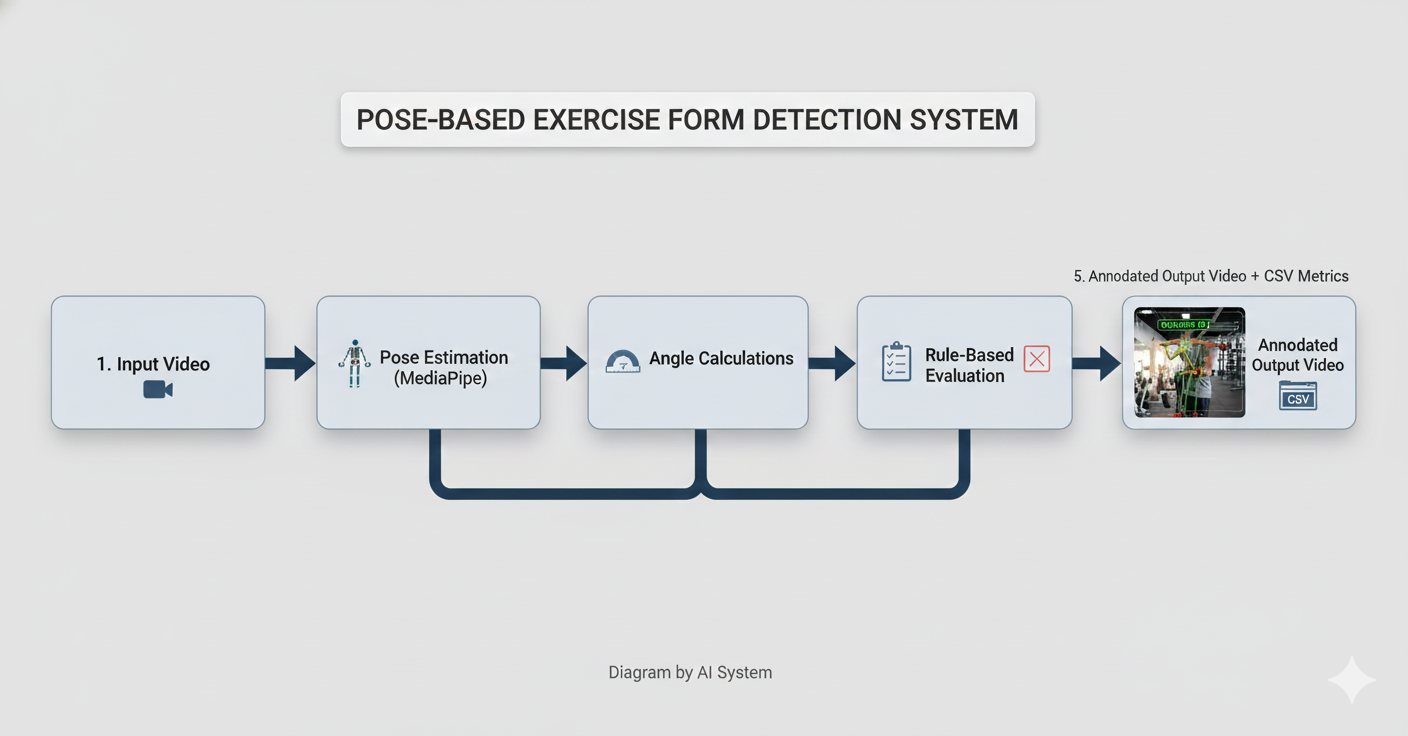 POSE-BASED EXERCISE FORM DETECTION SYSTEM
5. Annodated Output Video + CSV Metrics
1. Input Video
Pose Estimation
(MediaPipe)
Angle Calculations
Rule-Based
Evaluation
Annodated
Output Video
CSV
Diagram by AI System